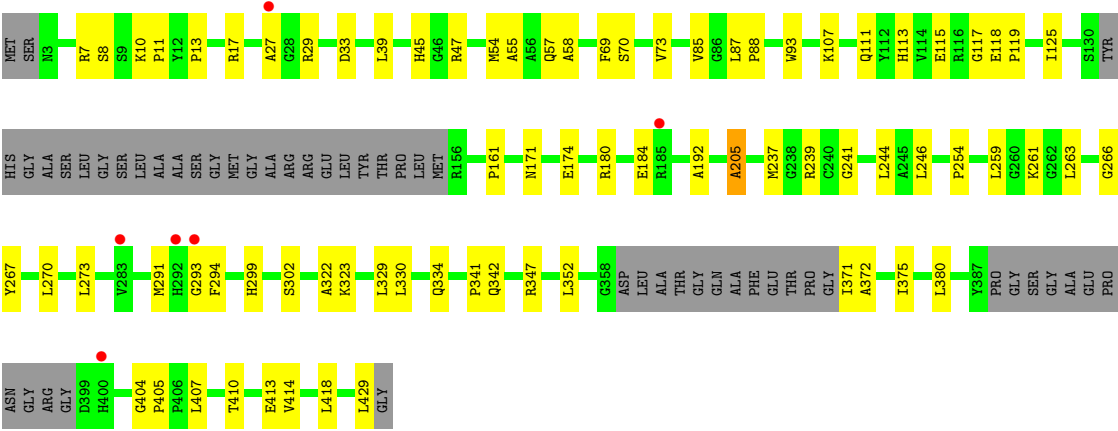 MET SER N3 R7 S8 S9 K10 P11 Y12 P13 R17 A27 G28 R29 D33 L39 H45 G46 R47 M54 A55 A56 Q57 A58 F69 S70 V73 V85 G86 L87 P88 W93 K107 Q111 Y112 H113 V114 E115 R116 G117 E118 P119 I125 S130 TYR
HIS GLY ALA SER LEU GLY SER LEU ALA ALA SER GLY MET GLY ALA ARG ARG GLU LEU TYR THR PRO LEU MET R156 P161 N171 E174 R180 E184 R185 A192 A205 M237 G238 R239 C240 G241 L244 A245 L246 P254 L259 G260 K261 G262 L263 G266
Y267 L270 L273 V283 M291 H292 G293 F294 H299 S302 A322 K323 L329 L330 Q334 P341 Q342 R347 L352 G358 ASP LEU ALA THR GLY GLN ALA PHE GLU THR PRO GLY I371 A372 I375 L380 Y387 PRO GLY SER GLY ALA GLU PRO
ASN GLY ARG GLY D399 H400 G404 P405 P406 L407 T410 E413 V414 L418 L429 GLY